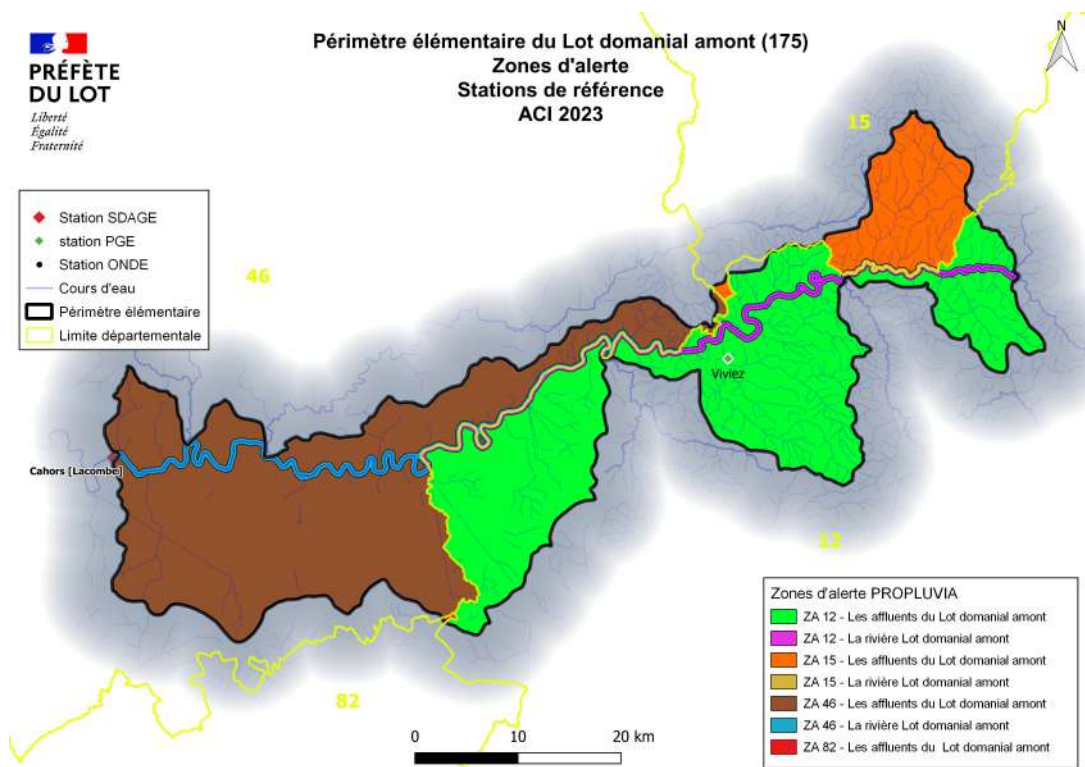 PRÉFÈTE
DU LOT
Liberté
Égalité
Fraternité
Périmètre élémentaire du Lot domanial amont (175)
Zones d'alerte
Stations de référence
ACI 2023
N
15
46
12
82
Station SDAGE
station PGE
Station ONDE
Cours d'eau
Périmètre élémentaire
Limite départementale
Viviez
Cahors [Lacombe]
0 10 20 km
Zones d'alerte PROPLUVIA
ZA 12 - Les affluents du Lot domanial amont
ZA 12 - La rivière Lot domanial amont
ZA 15 - Les affluents du Lot domanial amont
ZA 15 - La rivière Lot domanial amont
ZA 46 - Les affluents du Lot domanial amont
ZA 46 - La rivière Lot domanial amont
ZA 82 - Les affluents du Lot domanial amont